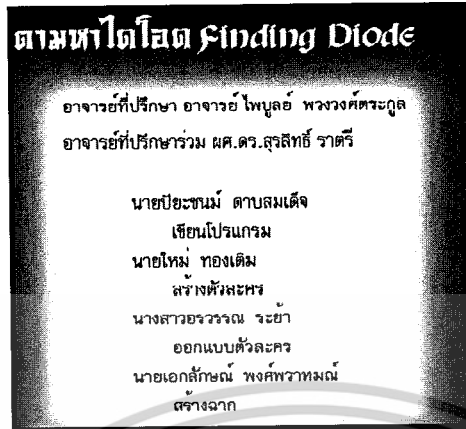 ตามหาไดโอด Finding Diode
อาจารย์ที่ปรึกษา อาจารย์ ไพบูลย์ พวงวงศ์ตระกูล
อาจารย์ที่ปรึกษาร่วม ผศ.ดร.สุรสิทธิ์ ราตรี
นายปิยะชนม์ ดาบสมเด็จ
เขียนโปรแกรม
นายใหม่ ทองเติม
สร้างตัวละคร
นางสาวอรวรรณ ระย้า
ออกแบบตัวละคร
นายเอกลักษณ์ พงศ์พวาทมณ์
สร้างฉาก